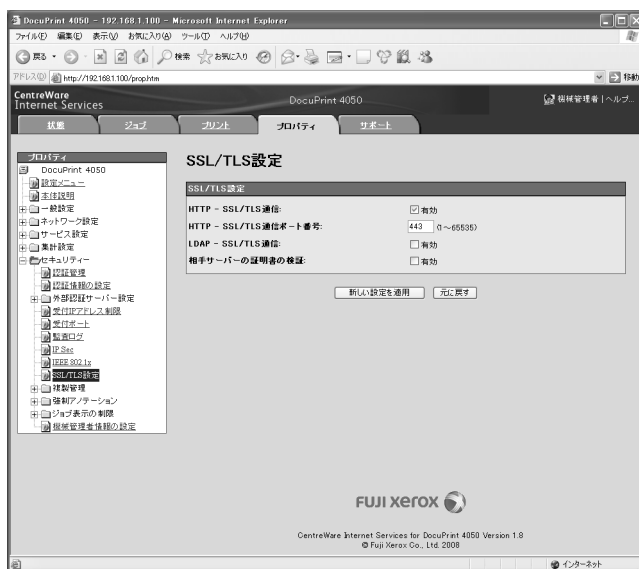 DocuPrint 4050 - 192.168.1.100 - Microsoft Internet Explorer
ファイル(F) 編集(E) 表示(V) お気に入り(A) ツール(T) ヘルプ(H)
戻る 検索 お気に入り
アドレス(D) http://192.168.1.100/prop.htm 移動
CentreWare
Internet Services
DocuPrint 4050
機械管理者 | ヘルプ...
状態 ジョブ プリント プロパティ サポート
プロパティ
DocuPrint 4050
設定メニュー
本体説明
一般設定
ネットワーク設定
サービス設定
集計設定
セキュリティー
認証管理
認証情報の設定
外部認証サーバー設定
受付IPアドレス制限
受付ポート
監査ログ
IP Sec
IEEE 802.1x
SSL/TLS設定
複製管理
強制アノテーション
ジョブ表示の制限
機械管理者情報の設定
SSL/TLS設定
SSL/TLS設定
HTTP - SSL/TLS通信: 有効
HTTP - SSL/TLS通信ポート番号: 443 (1~65535)
LDAP - SSL/TLS通信: 有効
相手サーバーの証明書の検証: 有効
新しい設定を適用 元に戻す
FUJI xerox
CentreWare Internet Services for DocuPrint 4050 Version 1.8
© Fuji Xerox Co., Ltd. 2008
インターネット